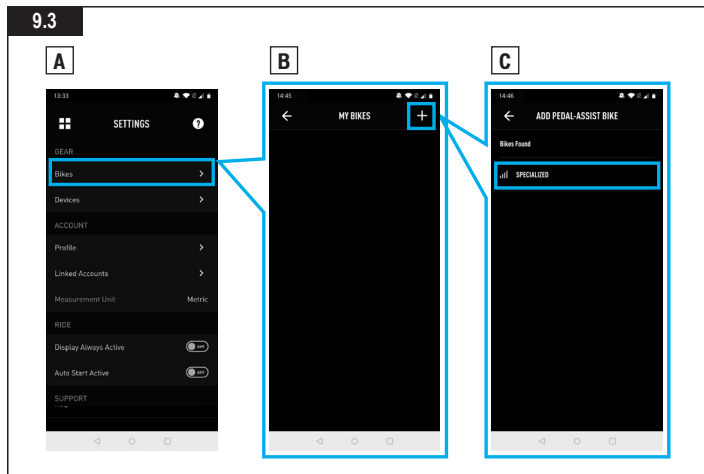 9.3
A
B
C
13:33
SETTINGS
?
GEAR
Bikes
Devices
ACCOUNT
Profile
Linked Accounts
Measurement Unit Metric
RIDE
Display Always Active OFF
Auto Start Active OFF
SUPPORT
14:45
MY BIKES
14:46
ADD PEDAL-ASSIST BIKE
Bikes Found
SPECIALIZED